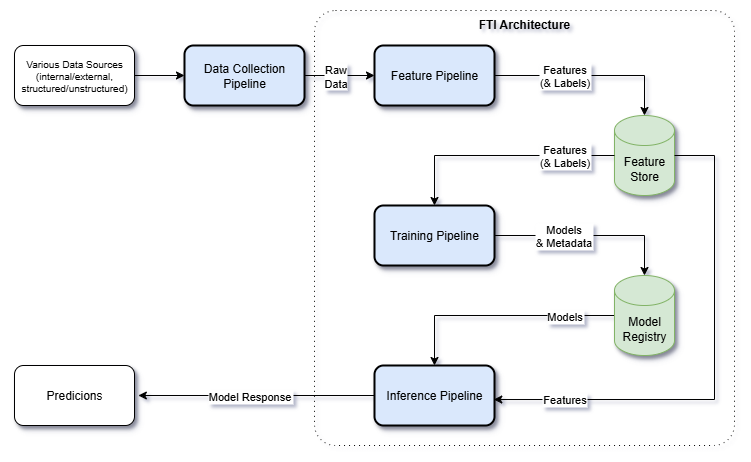 FTI Architecture
Various Data Sources
(internal/external,
structured/unstructured)
Data Collection
Pipeline
Raw
Data
Feature Pipeline
Features
(& Labels)
Feature
Store
Features
(& Labels)
Training Pipeline
Models
& Metadata
Model
Registry
Models
Inference Pipeline
Features
Model Response
Predicions